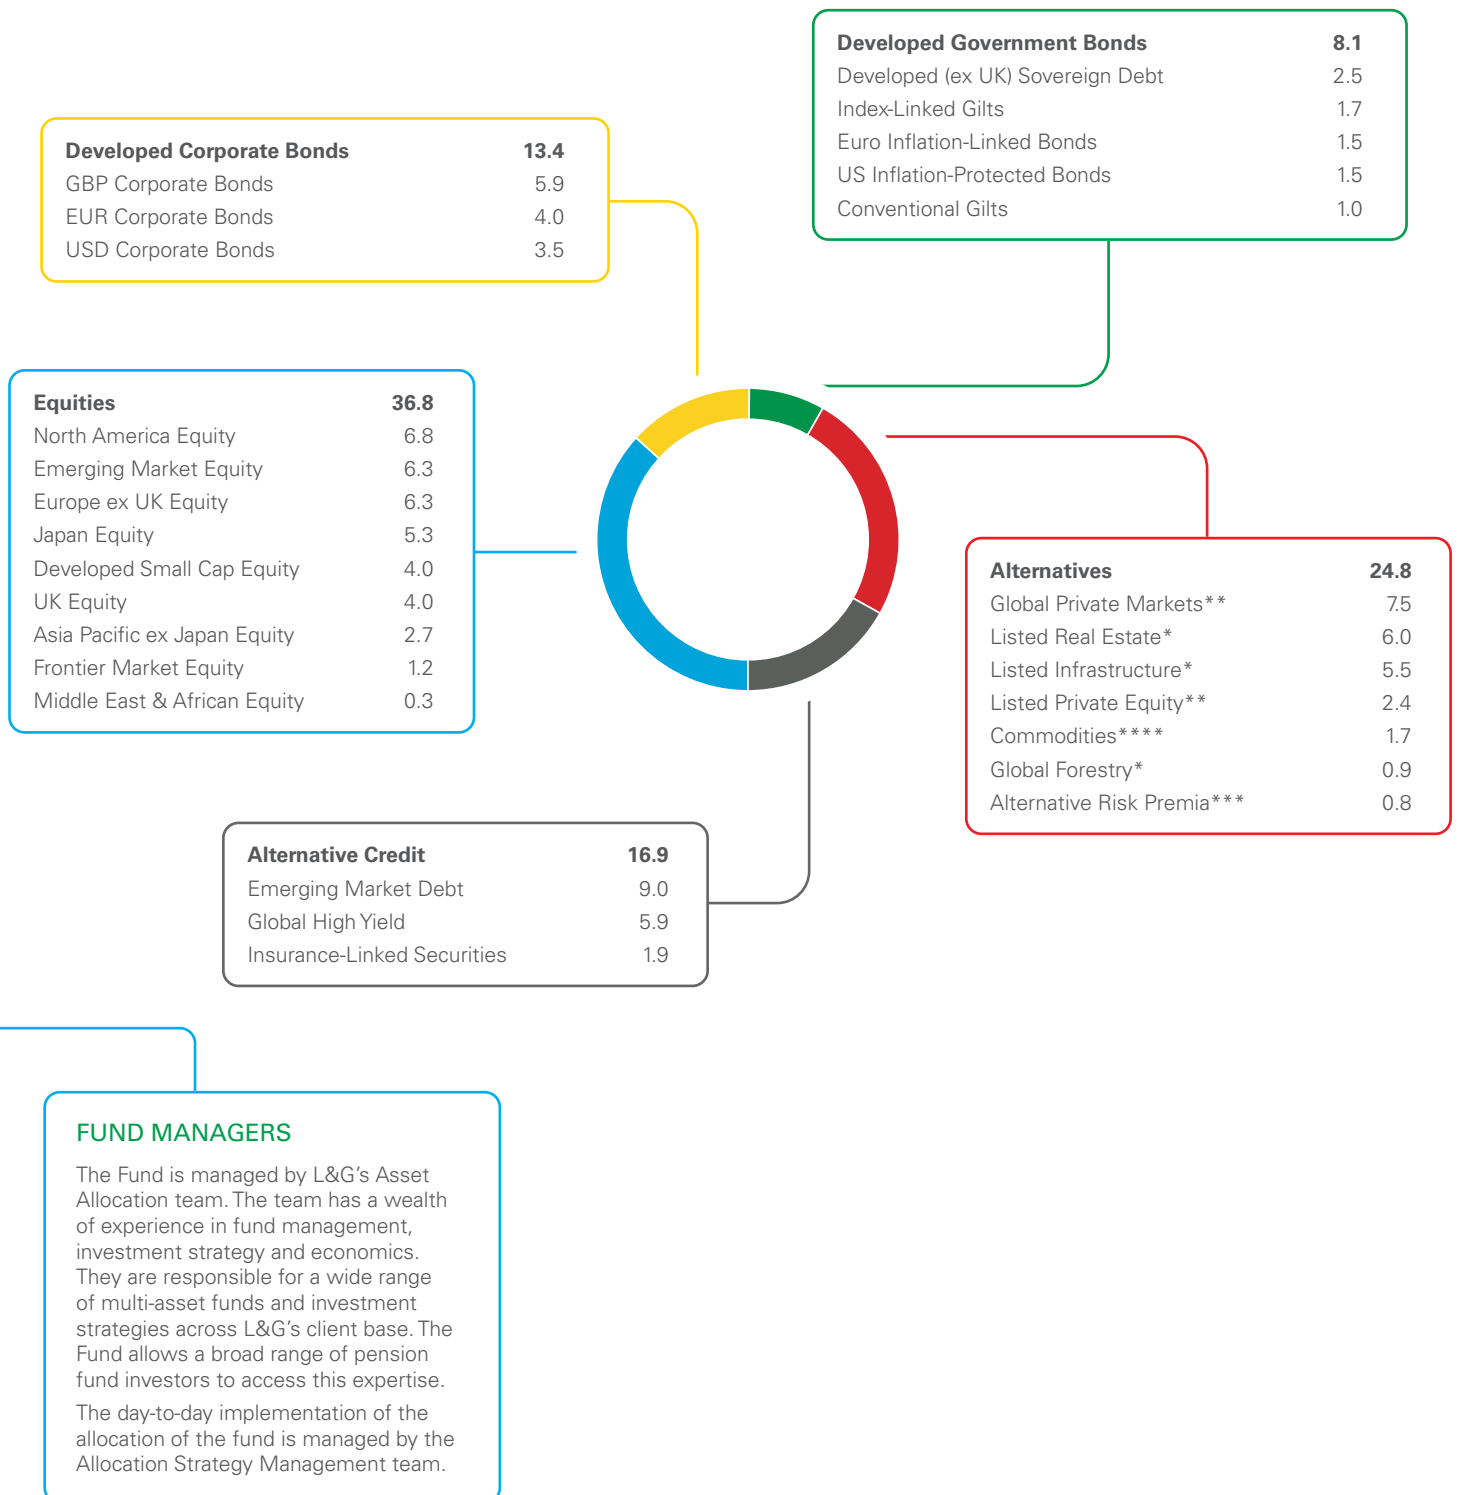 Developed Government Bonds 8.1
Developed (ex UK) Sovereign Debt 2.5
Index-Linked Gilts 1.7
Euro Inflation-Linked Bonds 1.5
US Inflation-Protected Bonds 1.5
Conventional Gilts 1.0
Developed Corporate Bonds 13.4
GBP Corporate Bonds 5.9
EUR Corporate Bonds 4.0
USD Corporate Bonds 3.5
Equities 36.8
North America Equity 6.8
Emerging Market Equity 6.3
Europe ex UK Equity 6.3
Japan Equity 5.3
Developed Small Cap Equity 4.0
UK Equity 4.0
Asia Pacific ex Japan Equity 2.7
Frontier Market Equity 1.2
Middle East & African Equity 0.3
Alternatives 24.8
Global Private Markets** 7.5
Listed Real Estate* 6.0
Listed Infrastructure* 5.5
Listed Private Equity** 2.4
Commodities**** 1.7
Global Forestry* 0.9
Alternative Risk Premia*** 0.8
Alternative Credit 16.9
Emerging Market Debt 9.0
Global High Yield 5.9
Insurance-Linked Securities 1.9
FUND MANAGERS
The Fund is managed by L&G’s Asset
Allocation team. The team has a wealth
of experience in fund management,
investment strategy and economics.
They are responsible for a wide range
of multi-asset funds and investment
strategies across L&G’s client base. The
Fund allows a broad range of pension
fund investors to access this expertise.
The day-to-day implementation of the
allocation of the fund is managed by the
Allocation Strategy Management team.